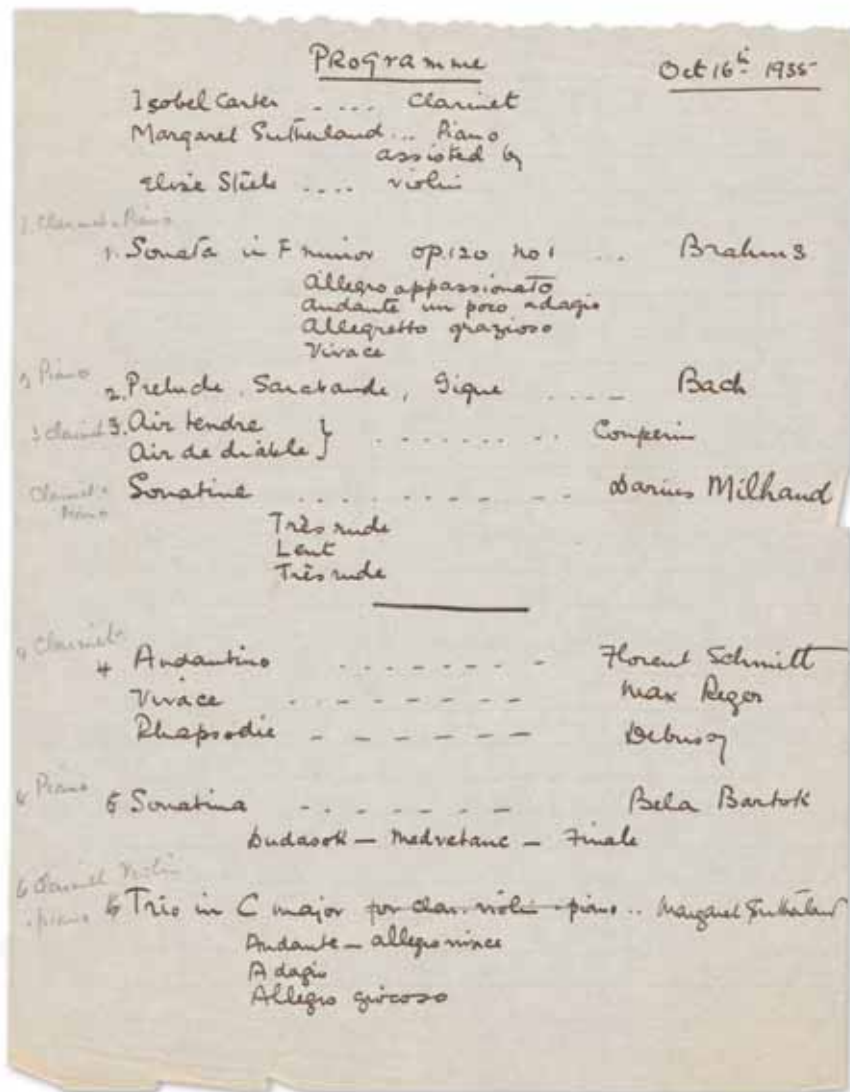 Programme
Oct 16th 1935
Isobel Carter .... Clarinet
Margaret Sutherland ... Piano
assisted by
Elsie Steele .... violin
1. Clarinet + Piano
1. Sonata in F minor op.120 no 1 ... Brahms
Allegro appassionato
Andante un poco adagio
Allegretto grazioso
Vivace
Piano
2. Prelude, Sarabande, Gigue .... Bach
3 clarinet 3. Air tendre
Air de diable } ........ Couperin
Clarinet +
Piano
Sonatine .......... Darius Milhaud
Très rude
Lent
Très rude
Clarinet
4 Andantino ------- Florent Schmitt
Vivace ------- Max Reger
Rhapsodie ------ Debussy
Piano
5 Sonatina ....... Bela Bartok
Dudasok — Medvetanc — Finale
6 Clarinet Violin
piano
6 Trio in C major for clar. violin + piano .. Margaret Sutherland
Andante — allegro vivace
Adagio
Allegro giocoso